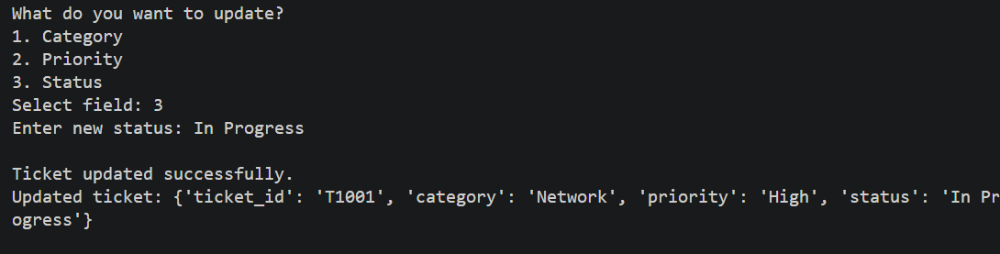 What do you want to update?
1. Category
2. Priority
3. Status
Select field: 3
Enter new status: In Progress
Ticket updated successfully.
Updated ticket: {'ticket_id': 'T1001', 'category': 'Network', 'priority': 'High', 'status': 'In Pr
ogress'}